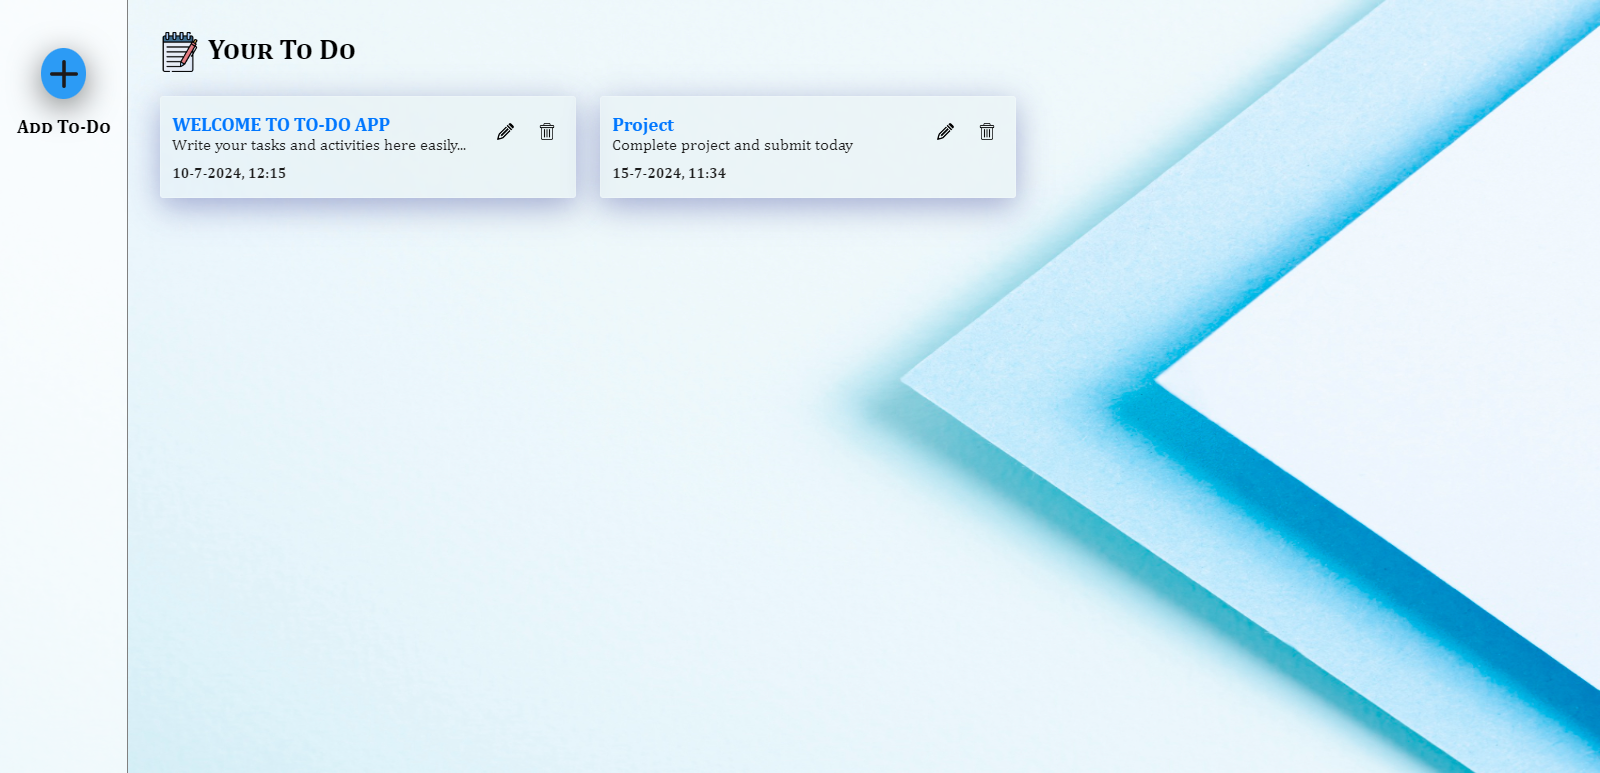 Your To Do
Add To-Do
WELCOME TO TO-DO APP
Write your tasks and activities here easily...
10-7-2024, 12:15
Project
Complete project and submit today
15-7-2024, 11:34